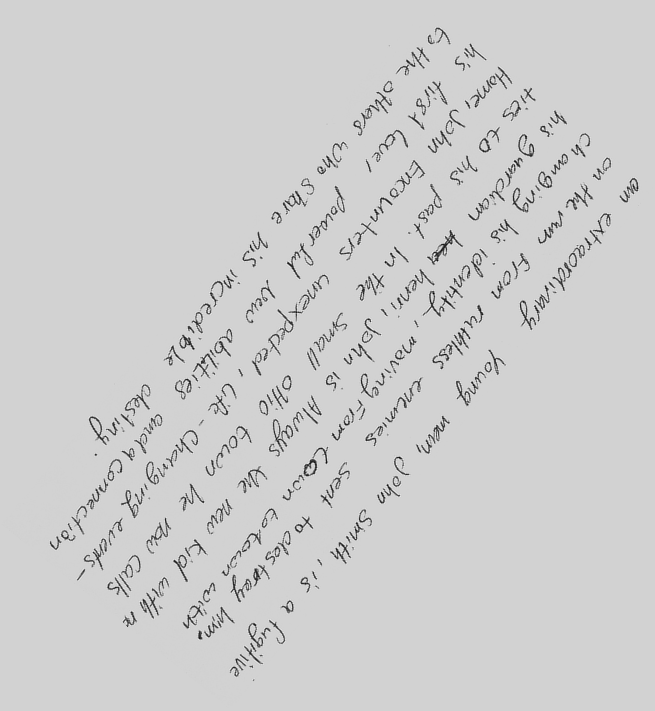 an extraordinary young mein, John Smith, is a fugitive
on the run from ruthless enemies sent to destroy him.
changing his identity, moving from town to town with
his guardian henri, John is Always the new kid with n
ties to his past. In the small ohio town he now calls
Home, John Encounters unexpected, life-changing events-
his first love, powerful new abilities and a connection
to the others who share his incredible destiny.